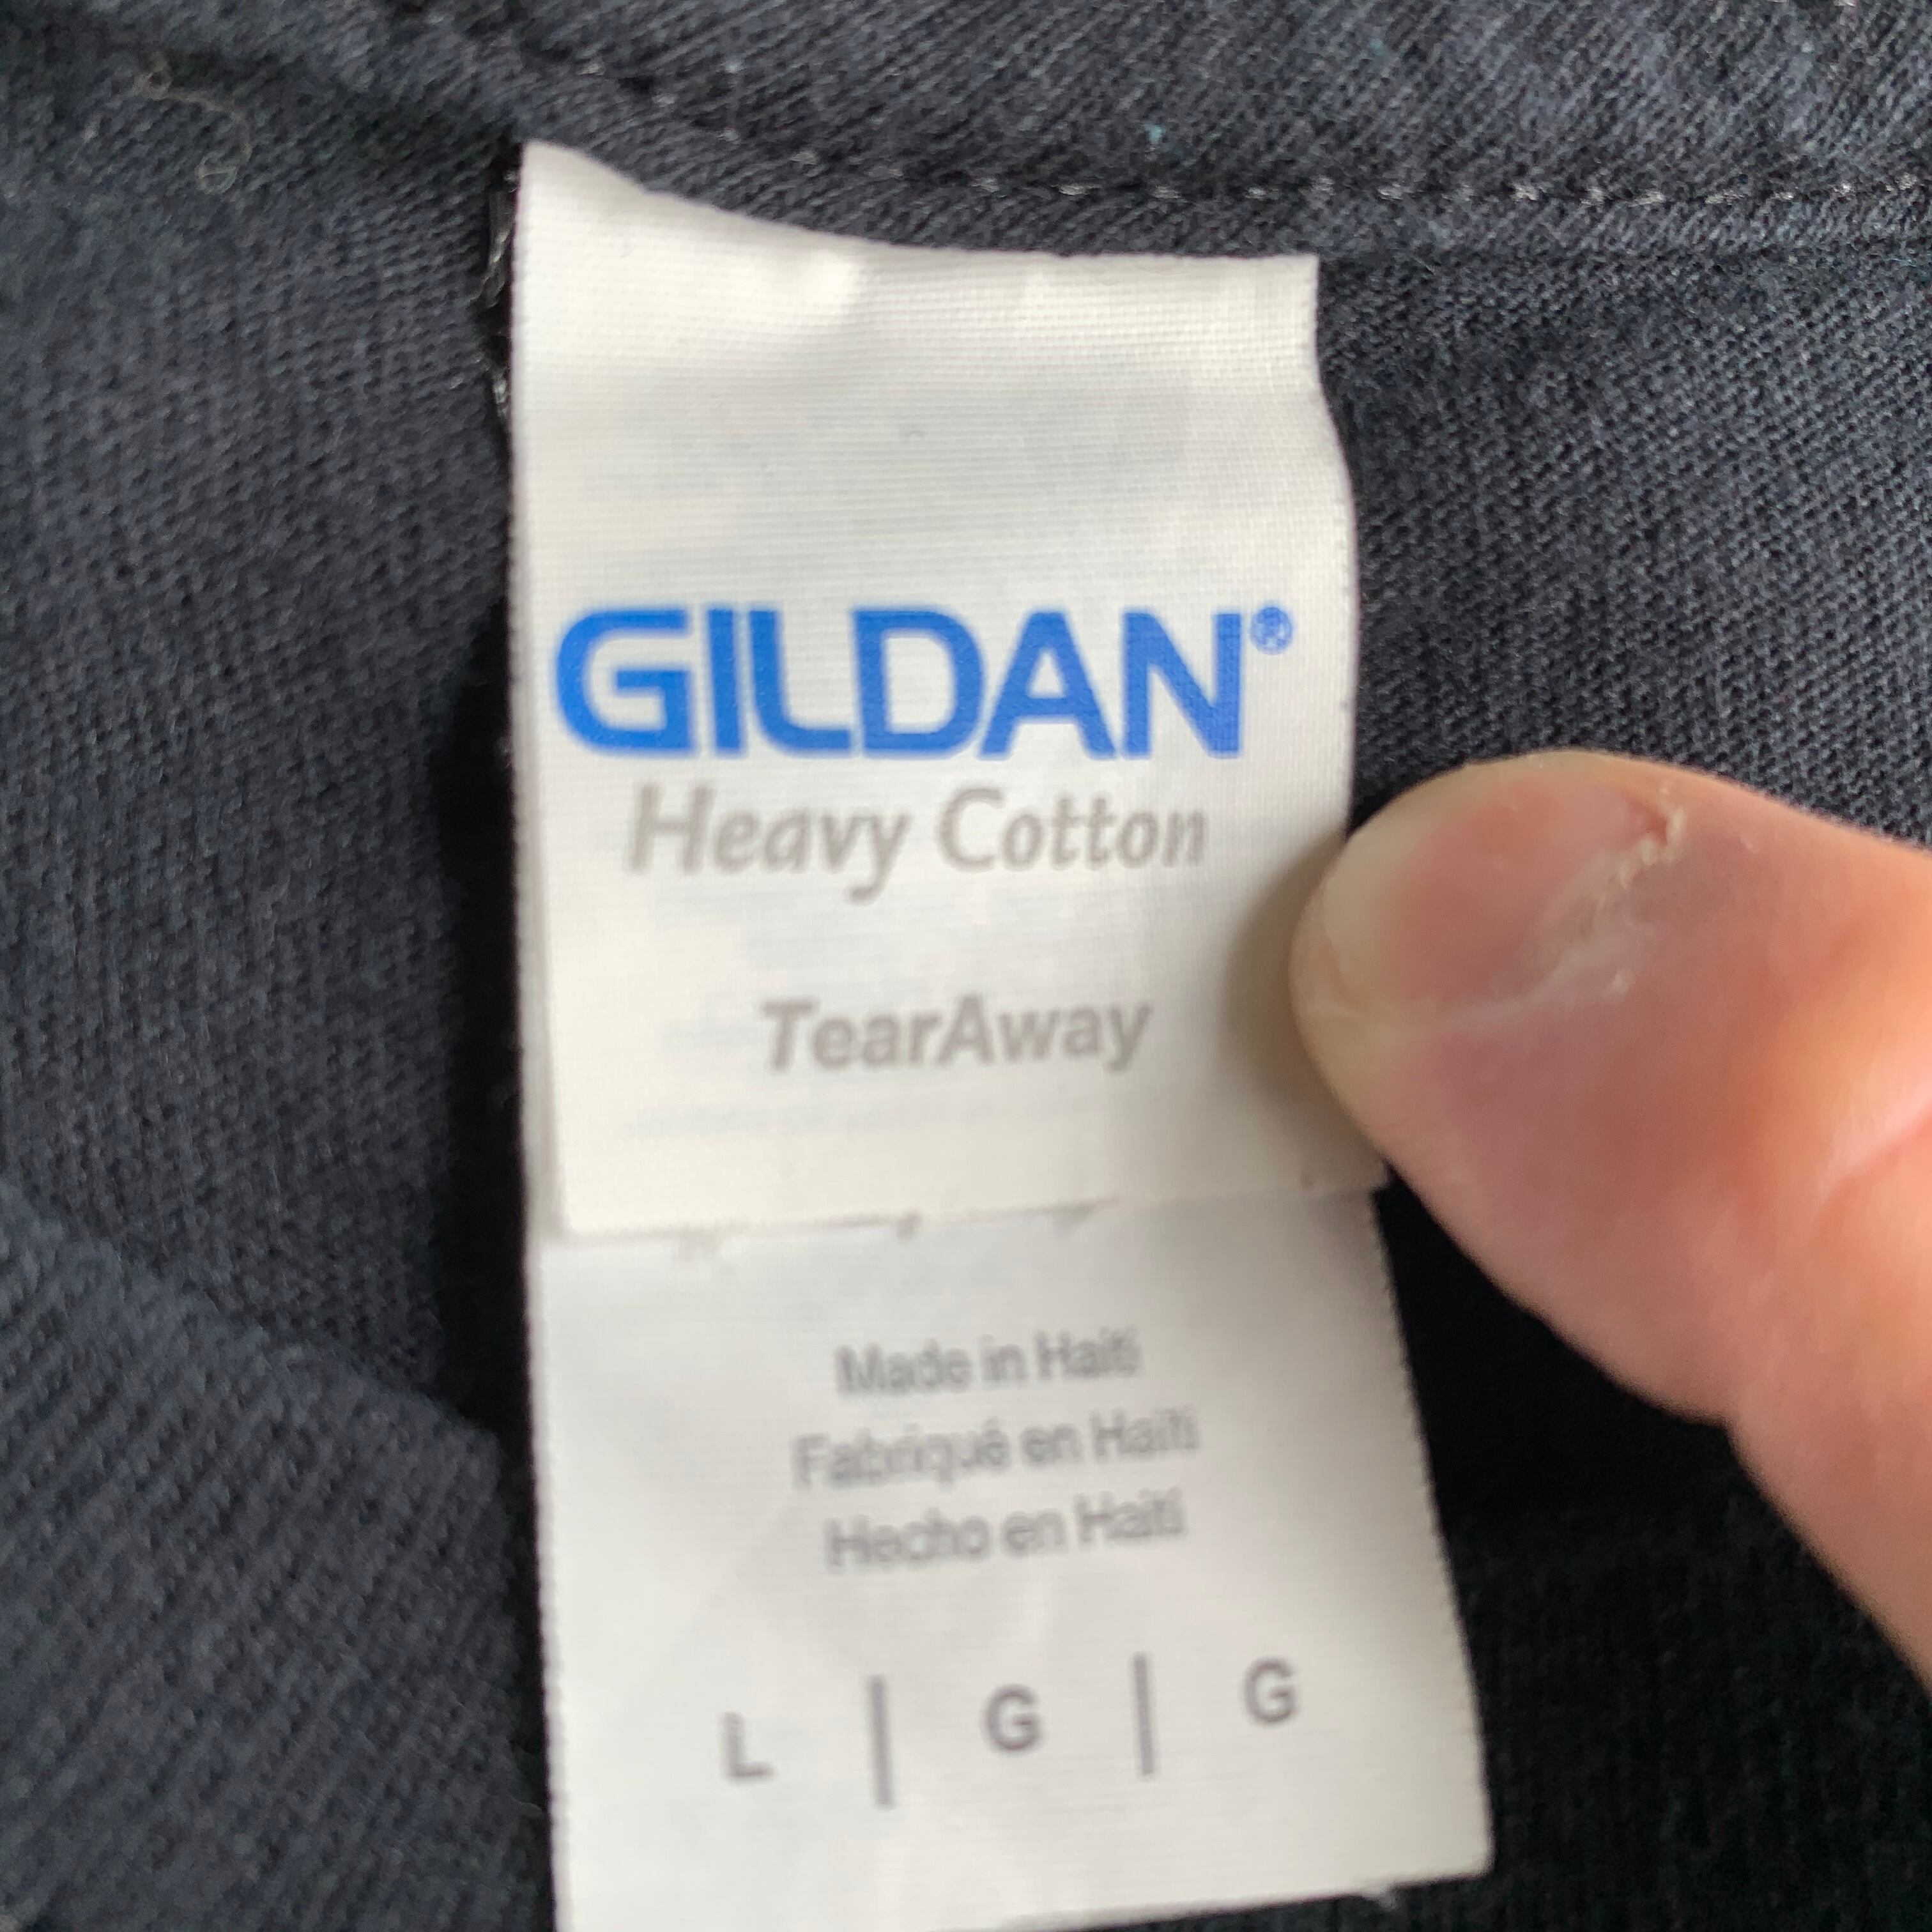 GILDAN®
Heavy Cotton
TearAway
Made in Haiti
Fabriqué en Haïti
Hecho en Haití
L | G | G